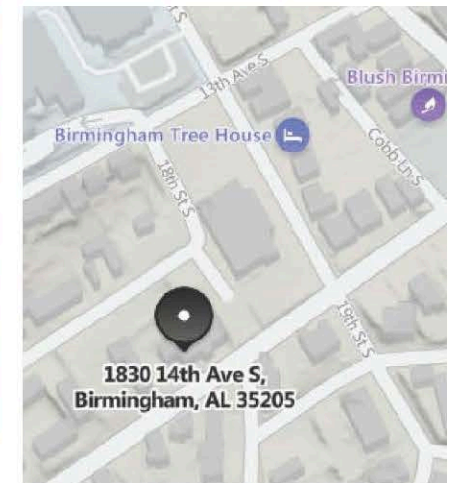 r S
13th Ave S
Blush Birmi
Birmingham Tree House
Cobb Ln S
18th St S
19th St S
1830 14th Ave S,
Birmingham, AL 35205